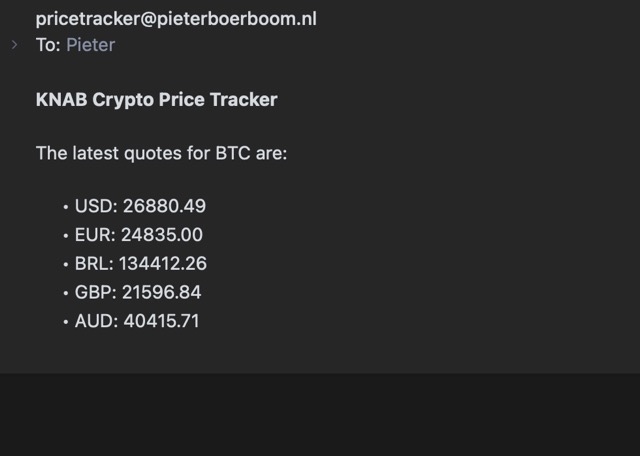 pricetracker@pieterboerboom.nl
To: Pieter
KNAB Crypto Price Tracker
The latest quotes for BTC are:
• USD: 26880.49
• EUR: 24835.00
• BRL: 134412.26
• GBP: 21596.84
• AUD: 40415.71